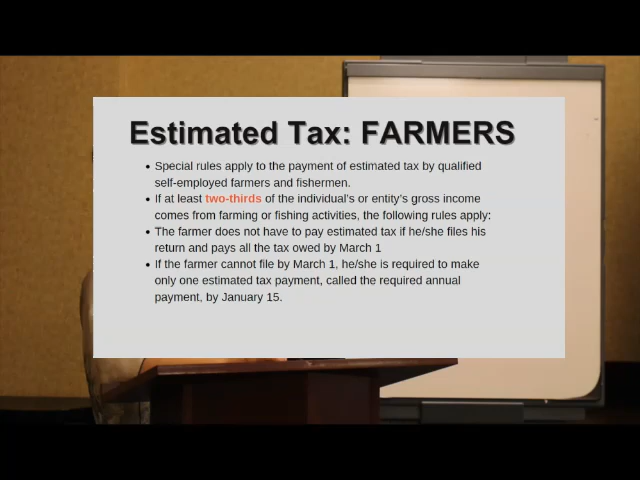 Estimated Tax: FARMERS
• Special rules apply to the payment of estimated tax by qualified
self-employed farmers and fishermen.
• If at least two-thirds of the individual's or entity's gross income
comes from farming or fishing activities, the following rules apply:
• The farmer does not have to pay estimated tax if he/she files his
return and pays all the tax owed by March 1
• If the farmer cannot file by March 1, he/she is required to make
only one estimated tax payment, called the required annual
payment, by January 15.